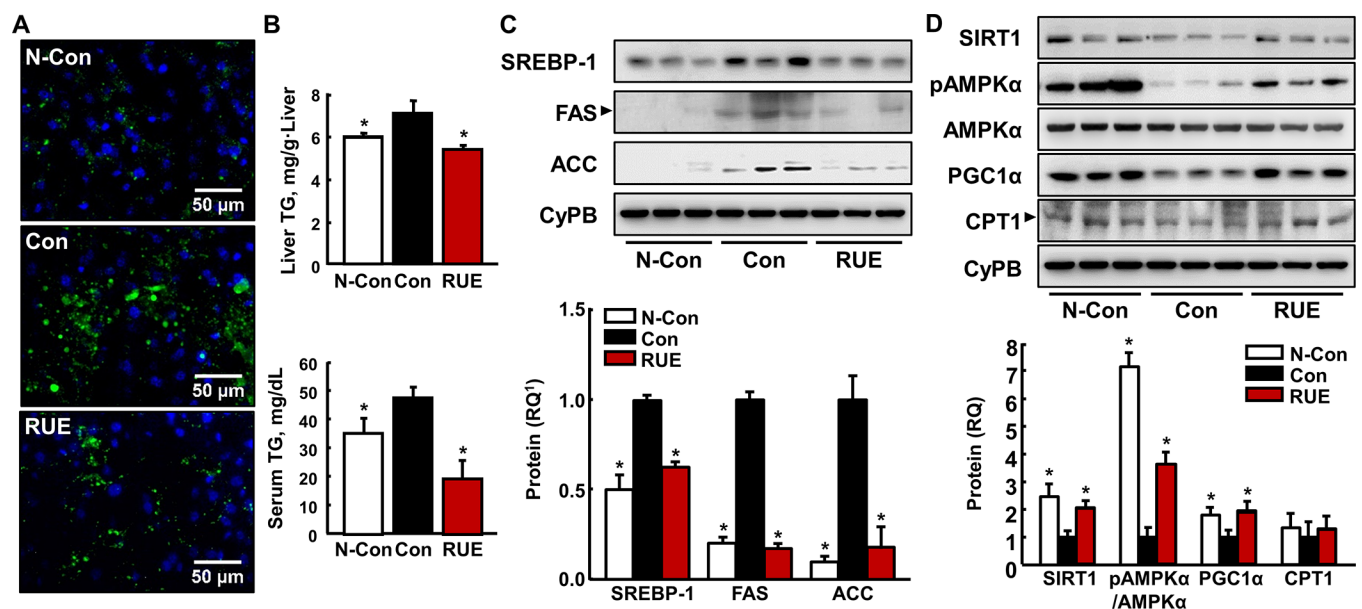 A
N-Con
50 µm
Con
50 µm
RUE
50 µm
B
Liver TG, mg/g·Liver
8
6
4
2
0
*
*
N-Con Con RUE
Serum TG, mg/dL
60
50
40
30
20
10
0
*
*
N-Con Con RUE
C
SREBP-1
FAS
ACC
CyPB
N-Con Con RUE
Protein (RQ¹)
1.5
1.0
0.5
0.0
N-Con
Con
RUE
* *
* *
* *
SREBP-1 FAS ACC
D
SIRT1
pAMPKα
AMPKα
PGC1α
CPT1
CyPB
N-Con Con RUE
Protein (RQ)
8
7
6
5
4
3
2
1
0
N-Con
Con
RUE
* *
* *
* *
SIRT1 pAMPKα PGC1α CPT1
/AMPKα